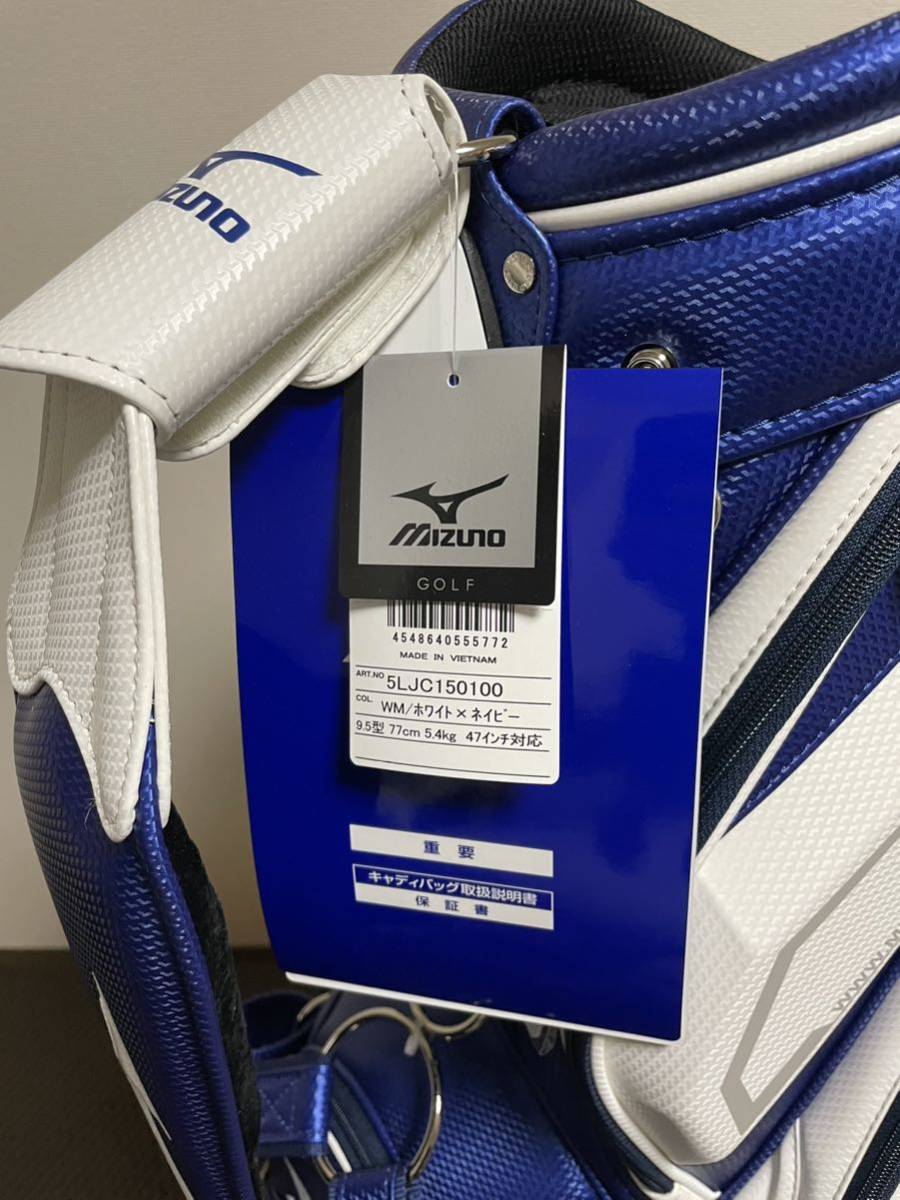 MIZUNO
MIZUNO
GOLF
4548640555772
MADE IN VIETNAM
ART.NO 5LJC150100
COL. WM/ホワイト×ネイビー
9.5型 77cm 5.4kg 47インチ対応
重要
キャディバッグ取扱説明書
保証書